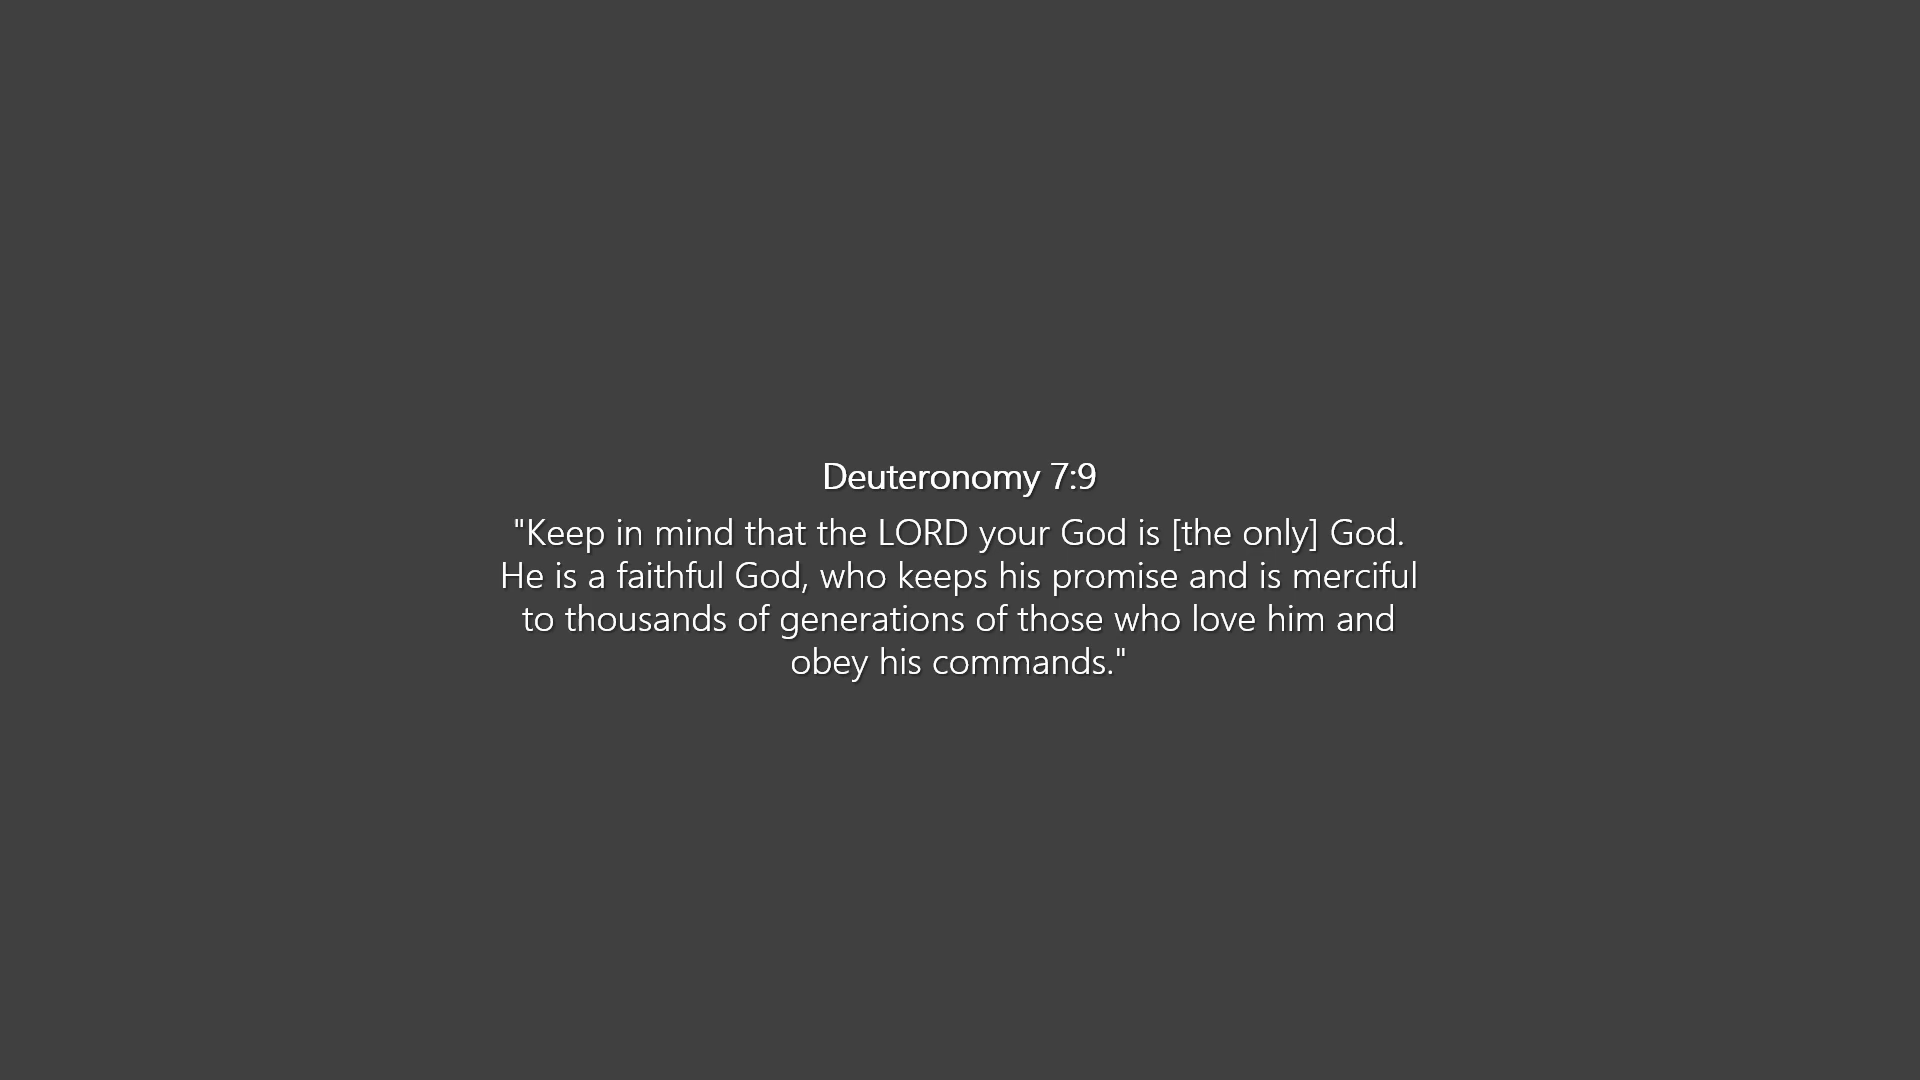 Deuteronomy 7:9
"Keep in mind that the LORD your God is [the only] God.
He is a faithful God, who keeps his promise and is merciful
to thousands of generations of those who love him and
obey his commands."